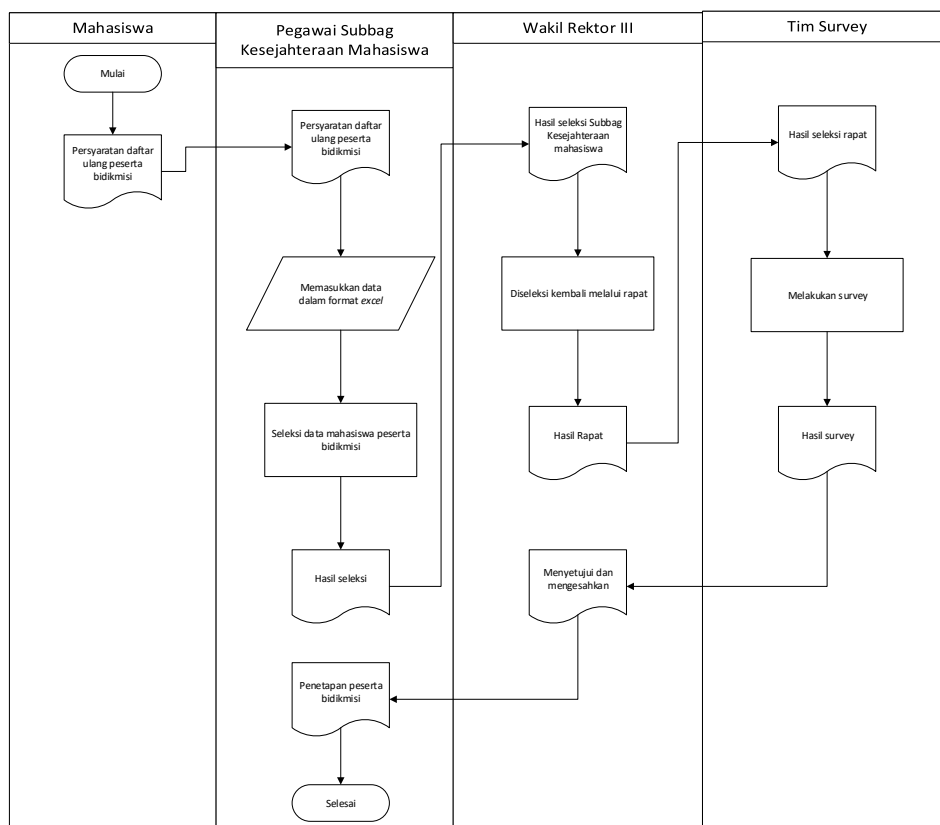 Mahasiswa
Pegawai Subbag
Kesejahteraan Mahasiswa
Wakil Rektor III
Tim Survey
Mulai
Persyaratan daftar
ulang peserta
bidikmisi
Persyaratan daftar
ulang peserta
bidikmisi
Memasukkan data
dalam format excel
Seleksi data mahasiswa peserta
bidikmisi
Hasil seleksi
Hasil seleksi Subbag
Kesejahteraan
mahasiswa
Diseleksi kembali melalui rapat
Hasil Rapat
Hasil seleksi rapat
Melakukan survey
Hasil survey
Menyetujui dan
mengesahkan
Penetapan peserta
bidikmisi
Selesai